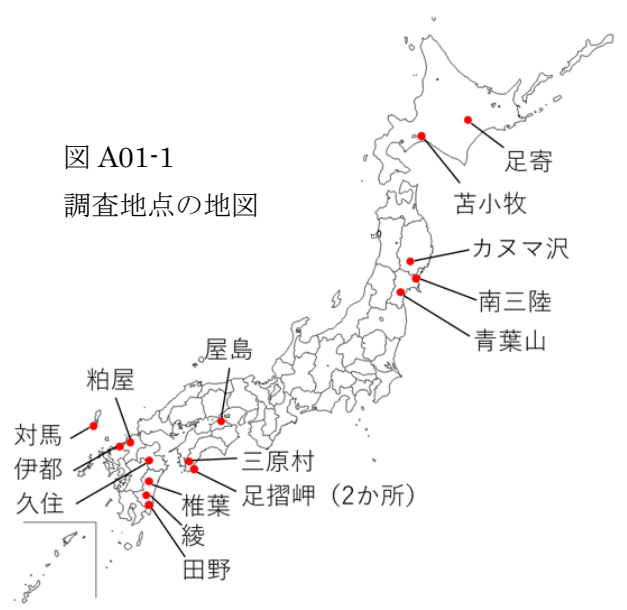 図 A01-1
調査地点の地図
足寄
苫小牧
カヌマ沢
南三陸
青葉山
屋島
粕屋
対馬
伊都
久住
三原村
足摺岬（2か所）
椎葉
綾
田野